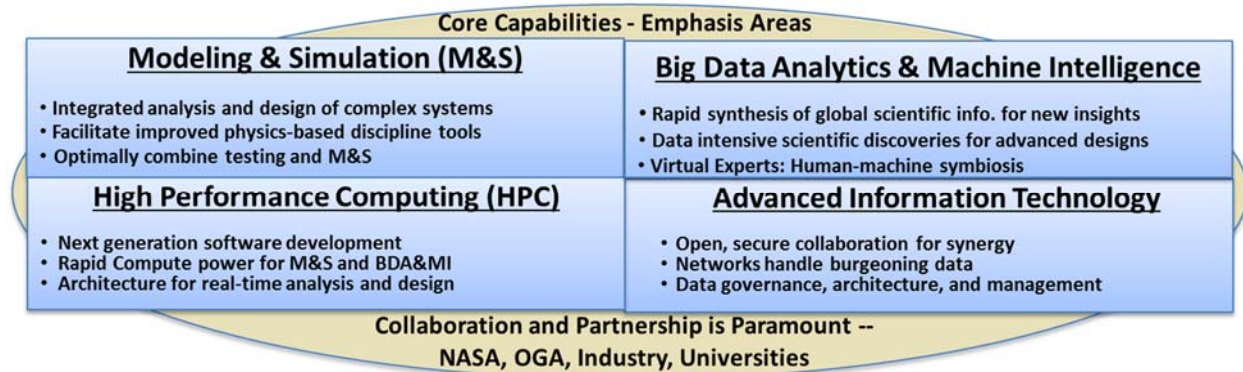 Core Capabilities - Emphasis Areas
Modeling & Simulation (M&S)
• Integrated analysis and design of complex systems
• Facilitate improved physics-based discipline tools
• Optimally combine testing and M&S
Big Data Analytics & Machine Intelligence
• Rapid synthesis of global scientific info. for new insights
• Data intensive scientific discoveries for advanced designs
• Virtual Experts: Human-machine symbiosis
High Performance Computing (HPC)
• Next generation software development
• Rapid Compute power for M&S and BDA&MI
• Architecture for real-time analysis and design
Advanced Information Technology
• Open, secure collaboration for synergy
• Networks handle burgeoning data
• Data governance, architecture, and management
Collaboration and Partnership is Paramount --
NASA, OGA, Industry, Universities